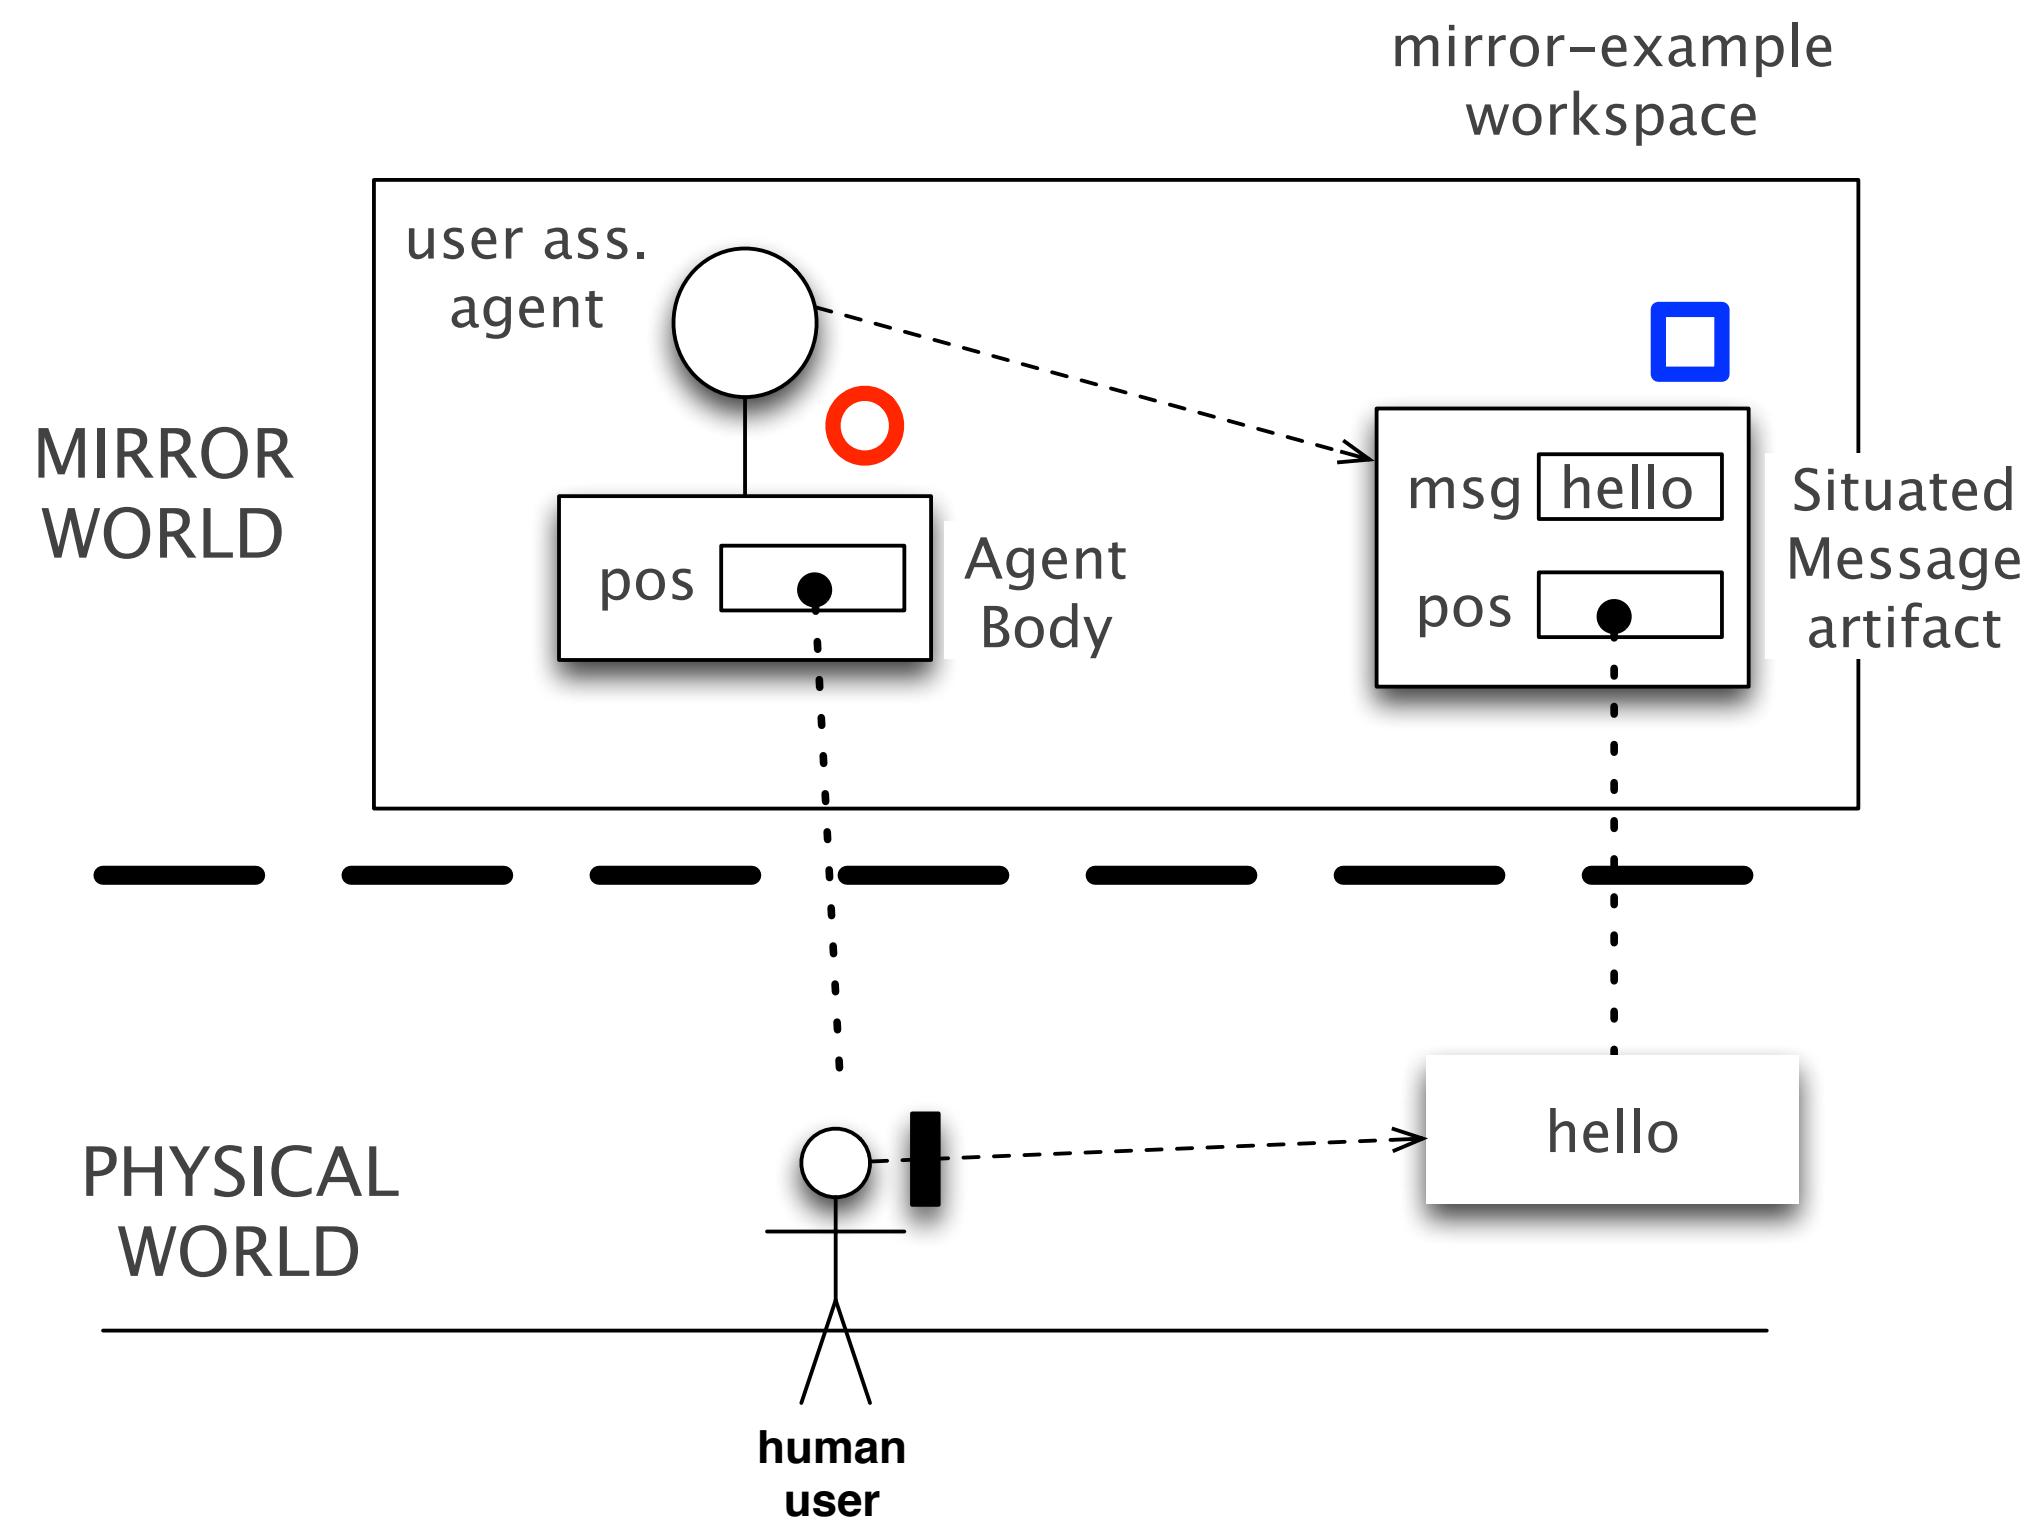 mirror-example
workspace
user ass.
agent
MIRROR
WORLD
pos
Agent
Body
msg hello
pos
Situated
Message
artifact
PHYSICAL
WORLD
hello
human
user